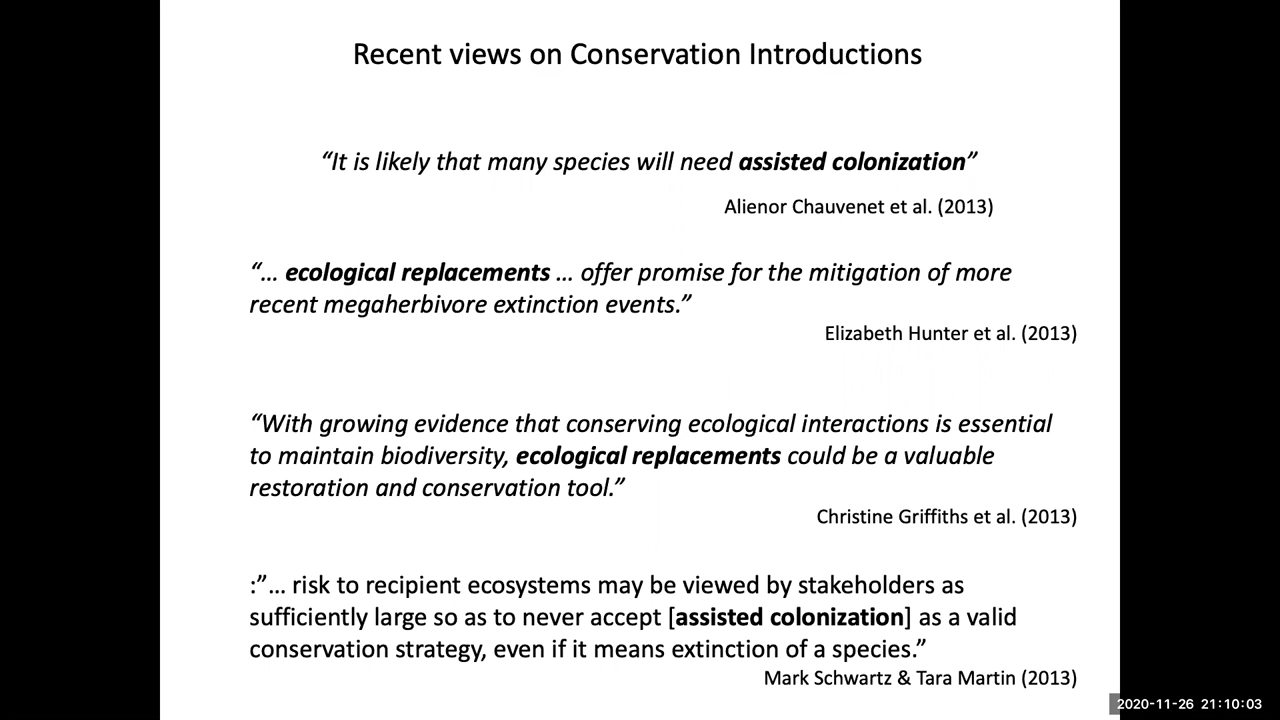 Recent views on Conservation Introductions
“It is likely that many species will need assisted colonization”
Alienor Chauvenet et al. (2013)
“… ecological replacements … offer promise for the mitigation of more
recent megaherbivore extinction events.”
Elizabeth Hunter et al. (2013)
“With growing evidence that conserving ecological interactions is essential
to maintain biodiversity, ecological replacements could be a valuable
restoration and conservation tool.”
Christine Griffiths et al. (2013)
:”… risk to recipient ecosystems may be viewed by stakeholders as
sufficiently large so as to never accept [assisted colonization] as a valid
conservation strategy, even if it means extinction of a species.”
Mark Schwartz & Tara Martin (2013)
2020-11-26 21:10:03